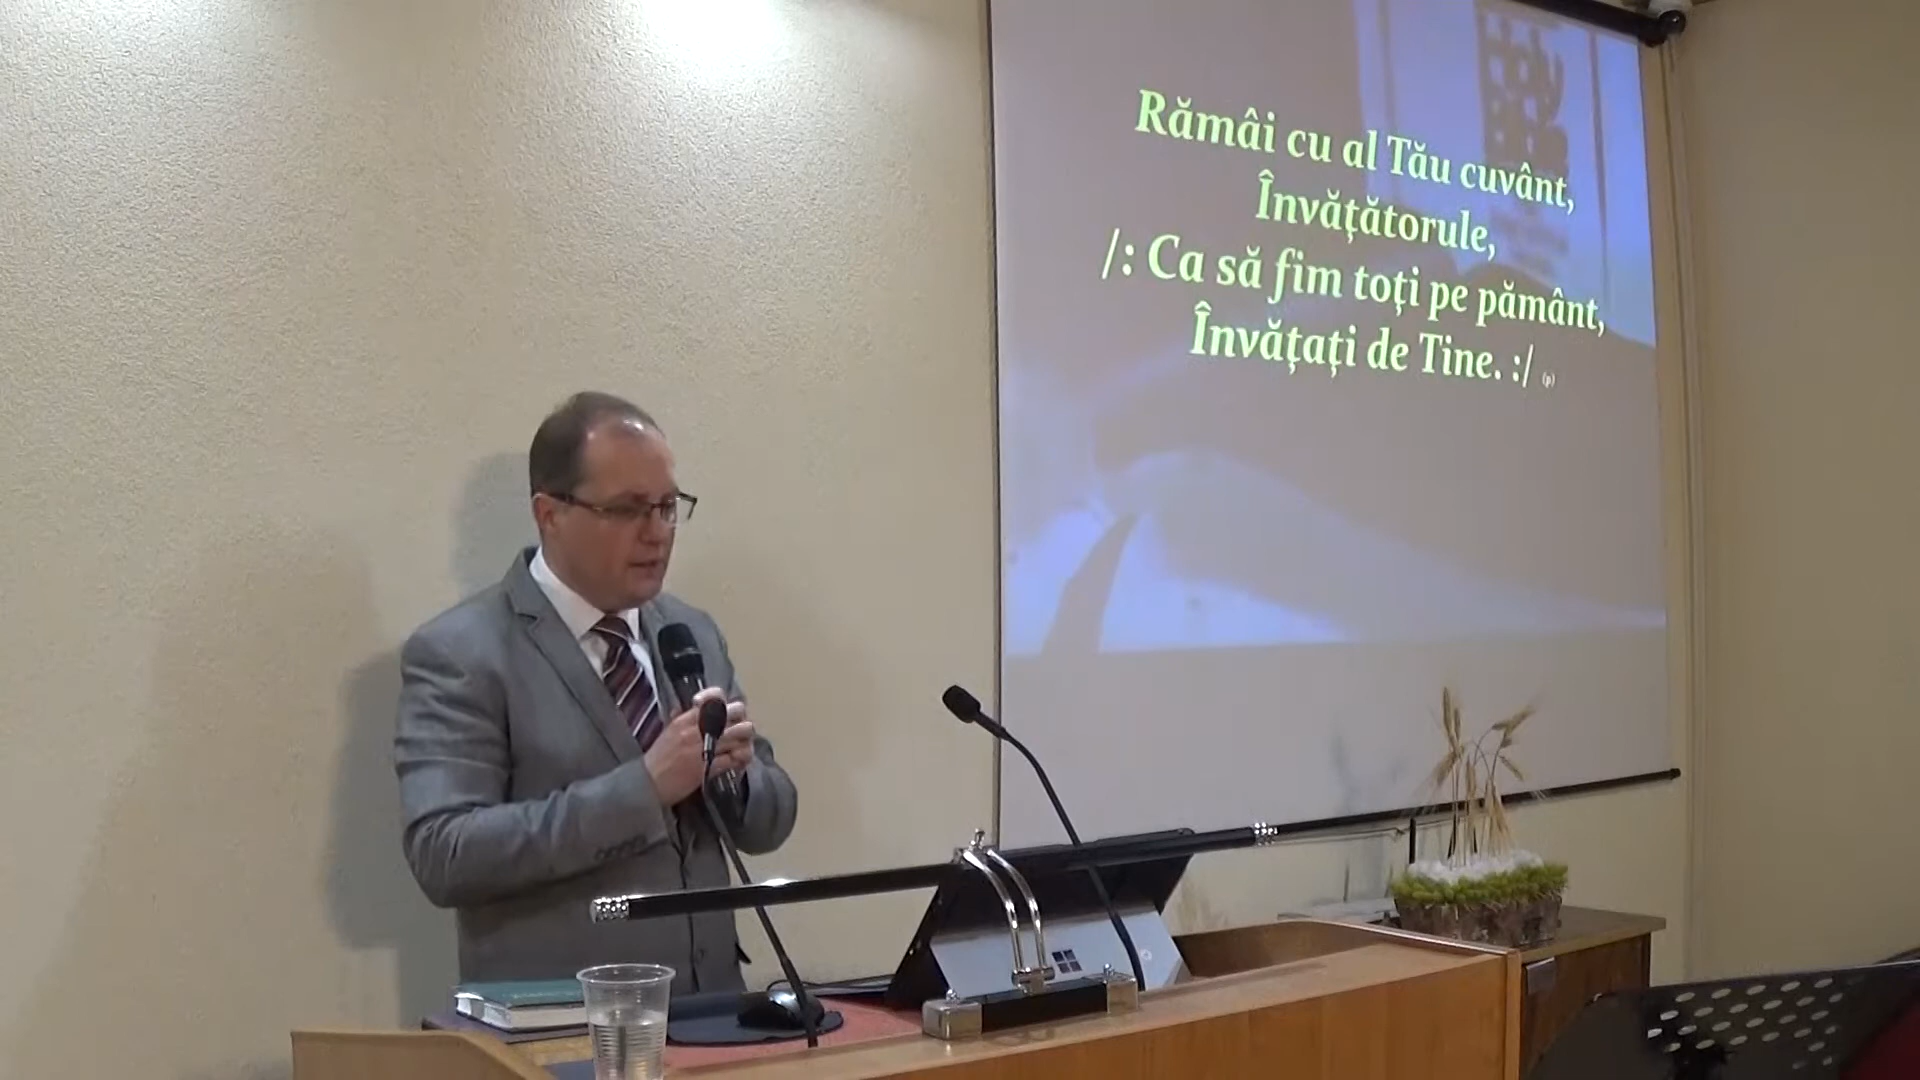 Rămâi cu al Tău cuvânt,
Învățătorule,
/: Ca să fim toți pe pământ,
Învățați de Tine. :/ (p)